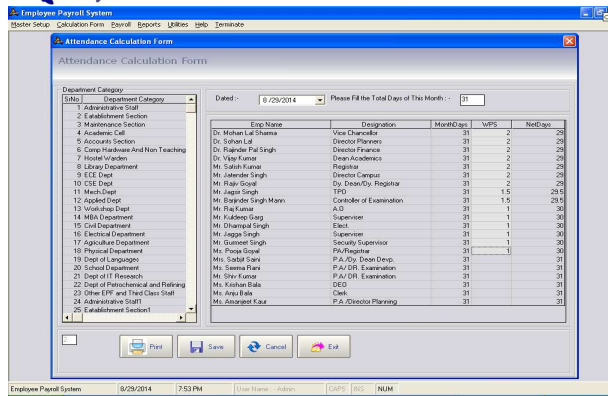 Employee Payroll System
Master Setup Calculation Form Payroll Reports Utilities Help Terminate
Attendance Calculation Form
Attendance Calculation Form
Department Category
SrNo Department Category
1 Administrative Staff
2 Eatablishment Section
3 Maintenance Section
4 Academic Cell
5 Accounts Section
6 Comp Hardware And Non Teaching
7 Hostel Warden
8 Library Department
9 ECE Dept
10 CSE Dept
11 Mech.Dept
12 Applied Dept
13 Workshop Dept
14 MBA Department
15 Civil Department
16 Electrical Department
17 Agriculture Department
18 Physical Department
19 Dept of Languages
20 School Department
21 Dept of IT Research
22 Dept of Petrochemical and Refining
23 Other EPF and Third Class Staff
24 Administrative Staff1
25 Eatablishment Section1
Dated :- 8 /29/2014 Please Fill the Total Days of This Month : - 31
Emp Name Designation MonthDays WPS NetDays
Dr. Mohan Lal Sharma Vice Chancellor 31 2 29
Dr. Sohan Lal Director Planners 31 2 29
Dr. Rajinder Pal Singh Director Finance 31 2 29
Dr. Vijay Kumar Dean Academics 31 2 29
Mr. Satish Kumar Registrar 31 2 29
Mr. Jatender Singh Director Campus 31 2 29
Mr. Rajiv Goyal Dy. Dean/Dy. Registrar 31 2 29
Mr. Jagsir Singh TPO 31 1.5 29.5
Mr. Barjinder Singh Mann Controller of Examination 31 1.5 29.5
Mr. Raj Kumar A.O 31 1 30
Mr. Kuldeep Garg Superviser 31 1 30
Mr. Dharmpal Singh Elect. 31 1 30
Mr. Jagga Singh Superviser 31 1 30
Mr. Gurmeet Singh Security Supervisor 31 1 30
Ms. Pooja Goyal PA/Registrar 31 1 30
Mrs. Sarbjit Saini P.A./Dy. Dean Devp. 31 31
Ms. Seema Rani P.A/ DR. Examination 31 31
Mr. Shiv Kumar P.A/ DR. Examination 31 31
Ms. Krishan Bala DEO 31 31
Ms. Anju Bala Clerk 31 31
Ms. Amanjeet Kaur P.A /Director Planning 31 31
2 Print Save Cancel Exit
Employee Payroll System 8/29/2014 7:53 PM User Name :- Admin CAPS INS NUM